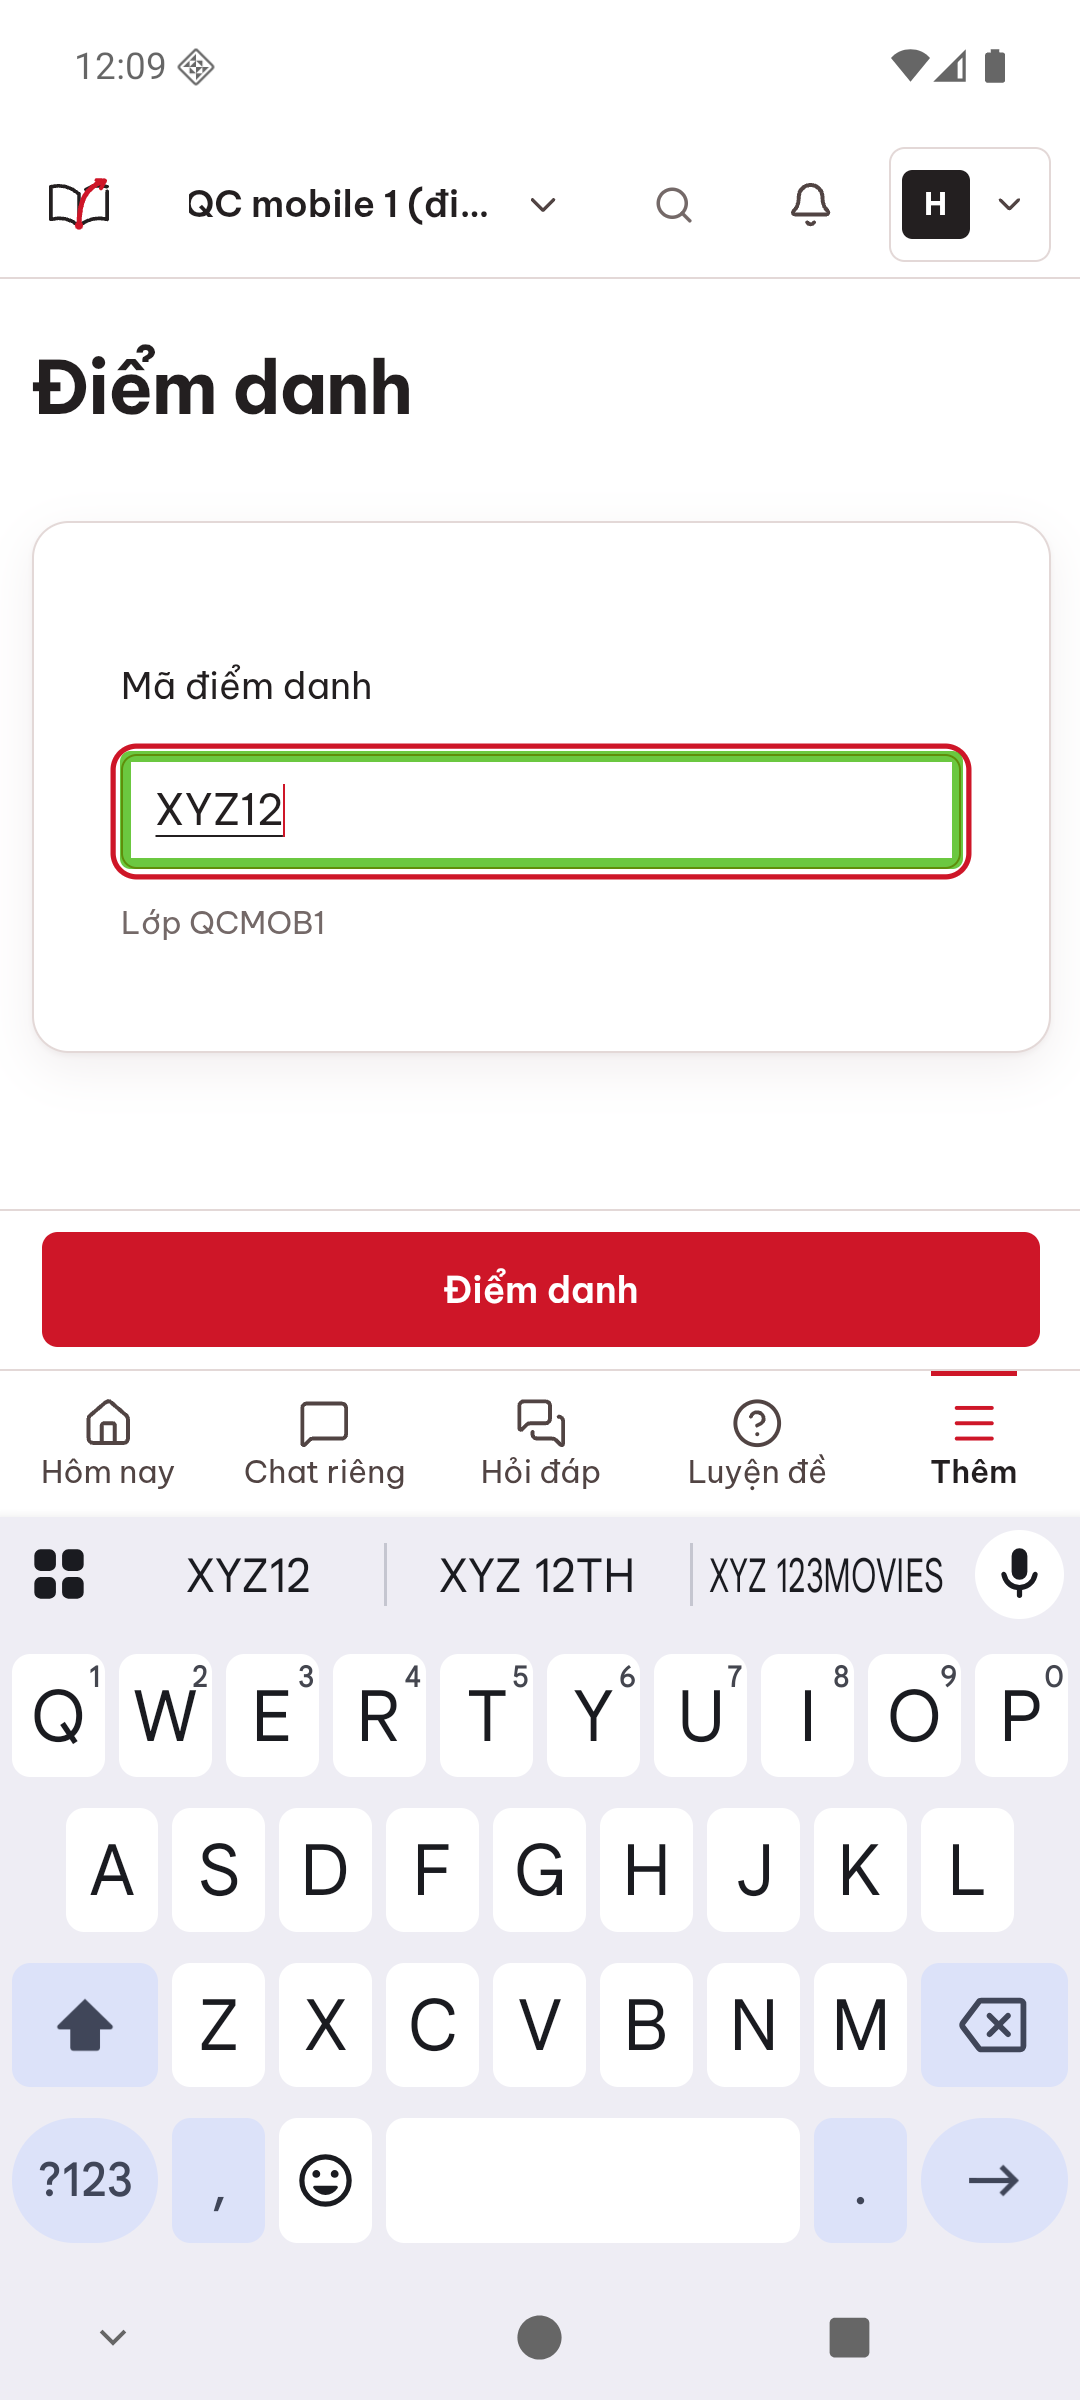 12:09
QC mobile 1 (đi...
H
Điểm danh
Mã điểm danh
XYZ12
Lớp QCMOB1
Điểm danh
Hôm nay
Chat riêng
Hỏi đáp
Luyện đề
Thêm
XYZ12
XYZ 12TH
XYZ 123MOVIES
Q 1 W 2 E 3 R 4 T 5 Y 6 U 7 I 8 O 9 P 0
A S D F G H J K L
Z X C V B N M
?123 , .